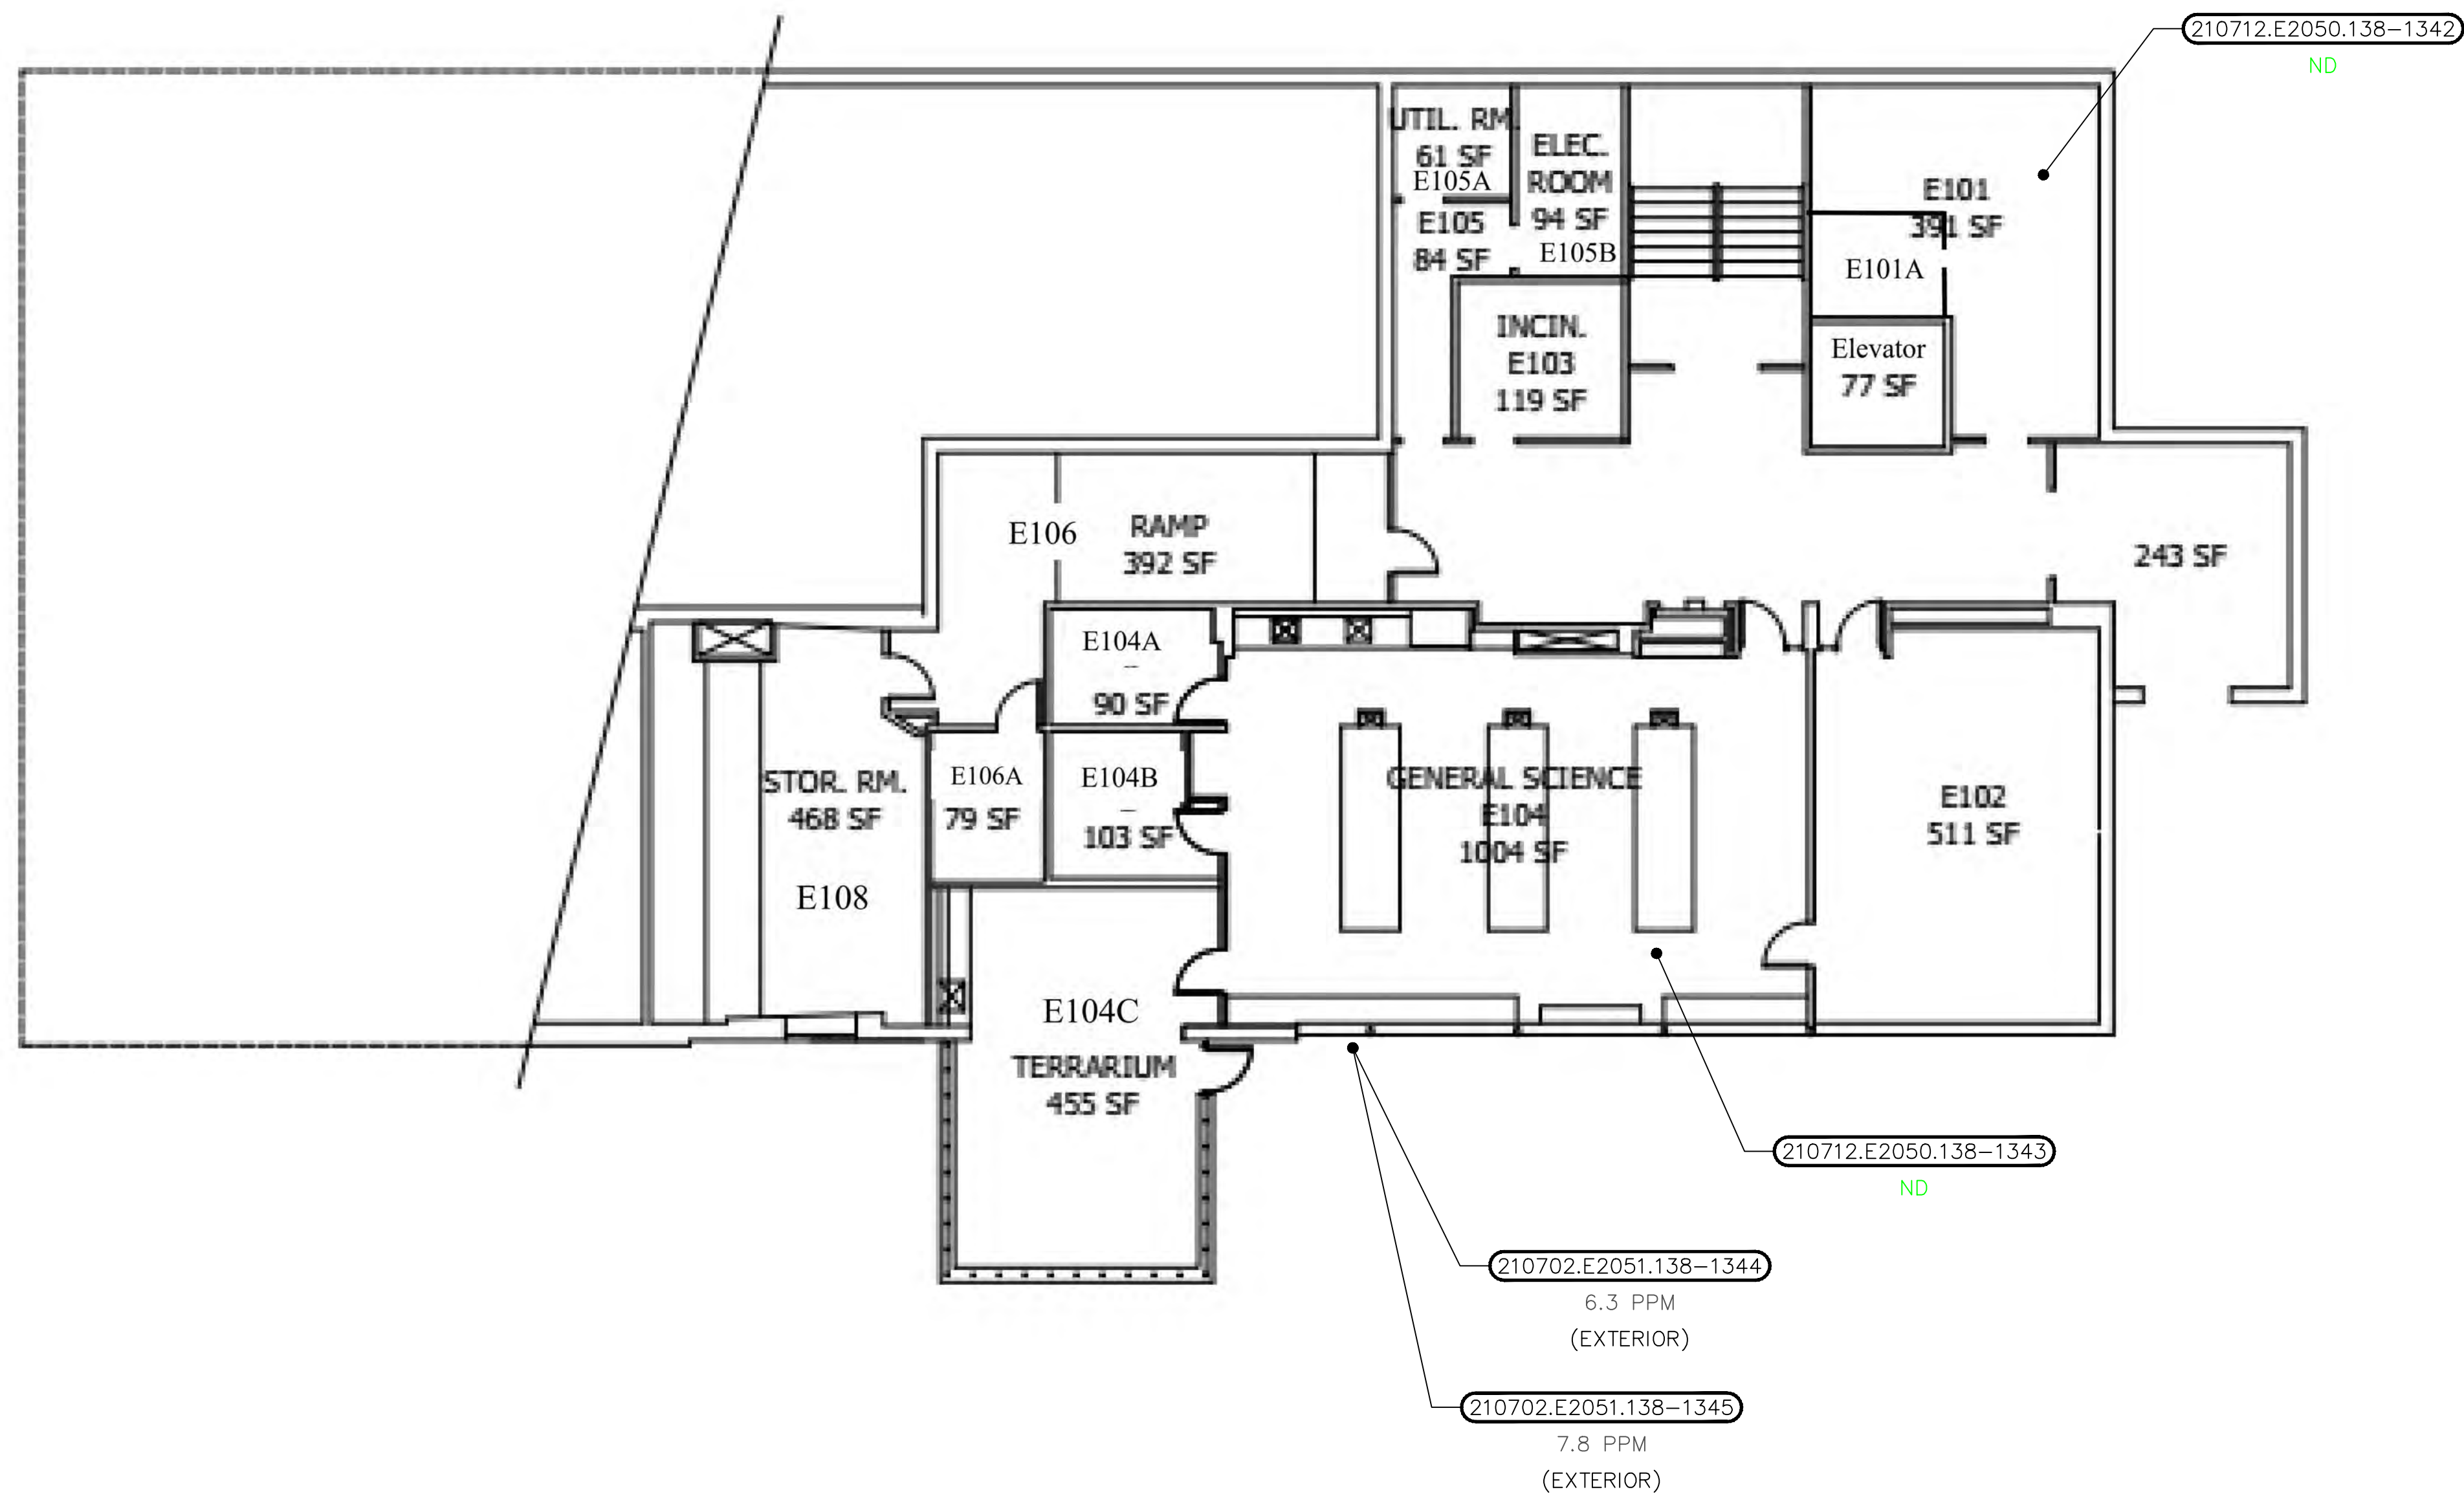 210712.E2050.138-1342
ND
UTIL. RM.
61 SF
E105A
ELEC.
ROOM
94 SF
E105B
E105
84 SF
E101
391 SF
E101A
INCIN.
E103
119 SF
Elevator
77 SF
E106
RAMP
392 SF
243 SF
E104A
90 SF
STOR. RM.
468 SF
E108
E106A
79 SF
E104B
103 SF
GENERAL SCIENCE
E104
1004 SF
E102
511 SF
E104C
TERRARIUM
455 SF
210712.E2050.138-1343
ND
210702.E2051.138-1344
6.3 PPM
(EXTERIOR)
210702.E2051.138-1345
7.8 PPM
(EXTERIOR)